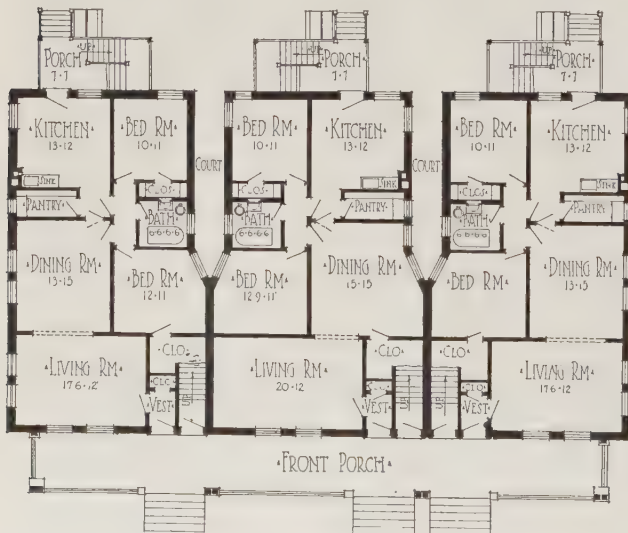 PORCH
7·7
UP
PORCH
7·7
UP
PORCH
7·7
KITCHEN
13·12
BED RM
10·11
COURT
BED RM
10·11
KITCHEN
13·12
COURT
BED RM
10·11
KITCHEN
13·12
SINK
CLOS
CLOS
SINK
CLOS
SINK
PANTRY
BATH
BATH
PANTRY
BATH
PANTRY
DINING RM
13·15
BED RM
12·11
BED RM
12 9·11
DINING RM
15·15
BED RM
DINING RM
13·15
LIVING RM
17 6·12
CLO
CLO
VEST
UP
LIVING RM
20·12
CLO
CLO
VEST
UP
CLO
CLO
VEST
UP
LIVING RM
17 6·12
FRONT PORCH